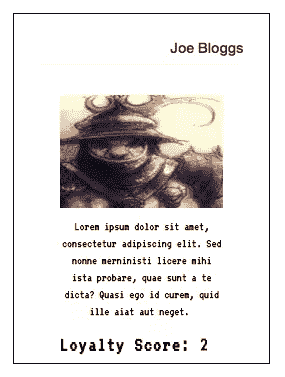 Joe Bloggs
Lorem ipsum dolor sit amet,
consectetur adipiscing elit. Sed
nonne merninisti licere mihi
ista probare, quae sunt a te
dicta? Quasi ego id curem, quid
ille aiat aut neget.
Loyalty Score: 2